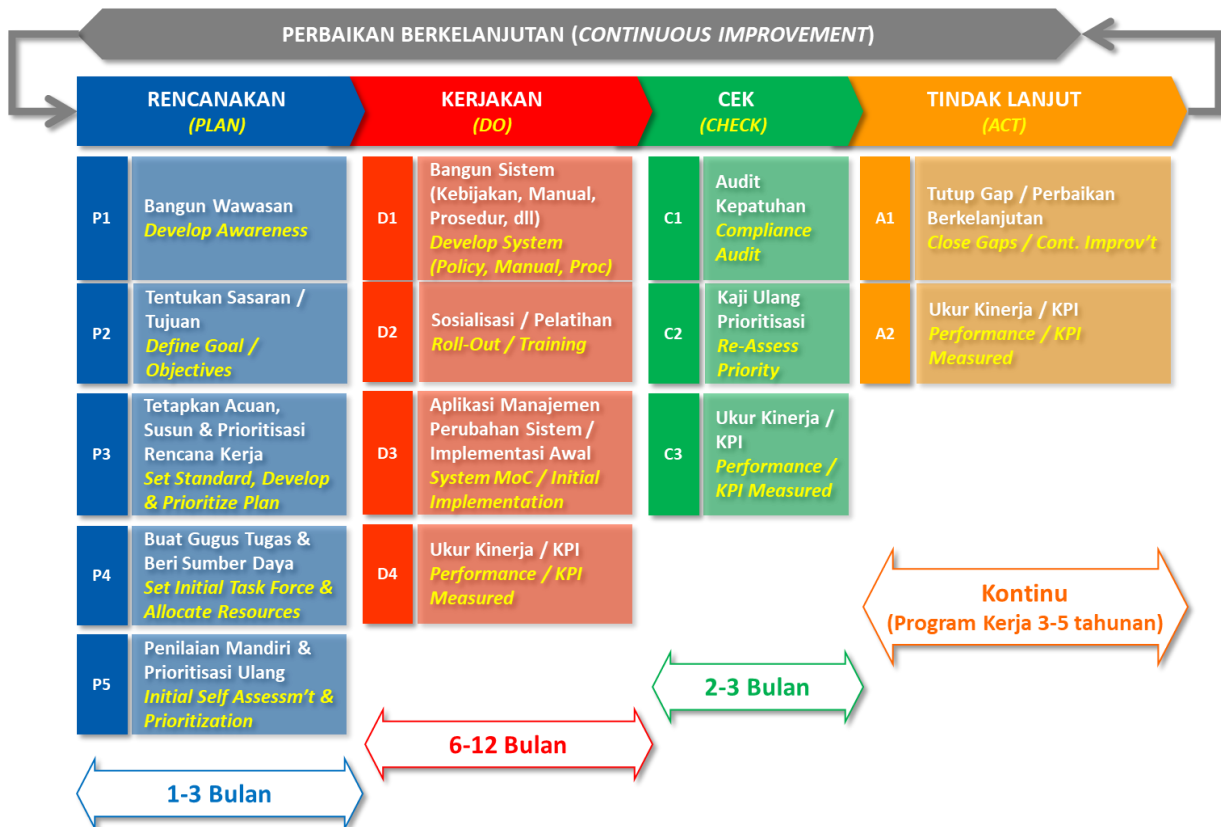 PERBAIKAN BERKELANJUTAN (CONTINUOUS IMPROVEMENT)
RENCANAKAN
(PLAN)
P1
Bangun Wawasan
Develop Awareness
P2
Tentukan Sasaran /
Tujuan
Define Goal /
Objectives
P3
Tetapkan Acuan,
Susun & Prioritisasi
Rencana Kerja
Set Standard, Develop
& Prioritize Plan
P4
Buat Gugus Tugas &
Beri Sumber Daya
Set Initial Task Force &
Allocate Resources
P5
Penilaian Mandiri &
Prioritisasi Ulang
Initial Self Assessm't &
Prioritization
1-3 Bulan
KERJAKAN
(DO)
D1
Bangun Sistem
(Kebijakan, Manual,
Prosedur, dll)
Develop System
(Policy, Manual, Proc)
D2
Sosialisasi / Pelatihan
Roll-Out / Training
D3
Aplikasi Manajemen
Perubahan Sistem /
Implementasi Awal
System MoC / Initial
Implementation
D4
Ukur Kinerja / KPI
Performance / KPI
Measured
6-12 Bulan
CEK
(CHECK)
C1
Audit
Kepatuhan
Compliance
Audit
C2
Kaji Ulang
Prioritisasi
Re-Assess
Priority
C3
Ukur Kinerja /
KPI
Performance /
KPI Measured
2-3 Bulan
TINDAK LANJUT
(ACT)
A1
Tutup Gap / Perbaikan
Berkelanjutan
Close Gaps / Cont. Improv't
A2
Ukur Kinerja / KPI
Performance / KPI
Measured
Kontinu
(Program Kerja 3-5 tahunan)